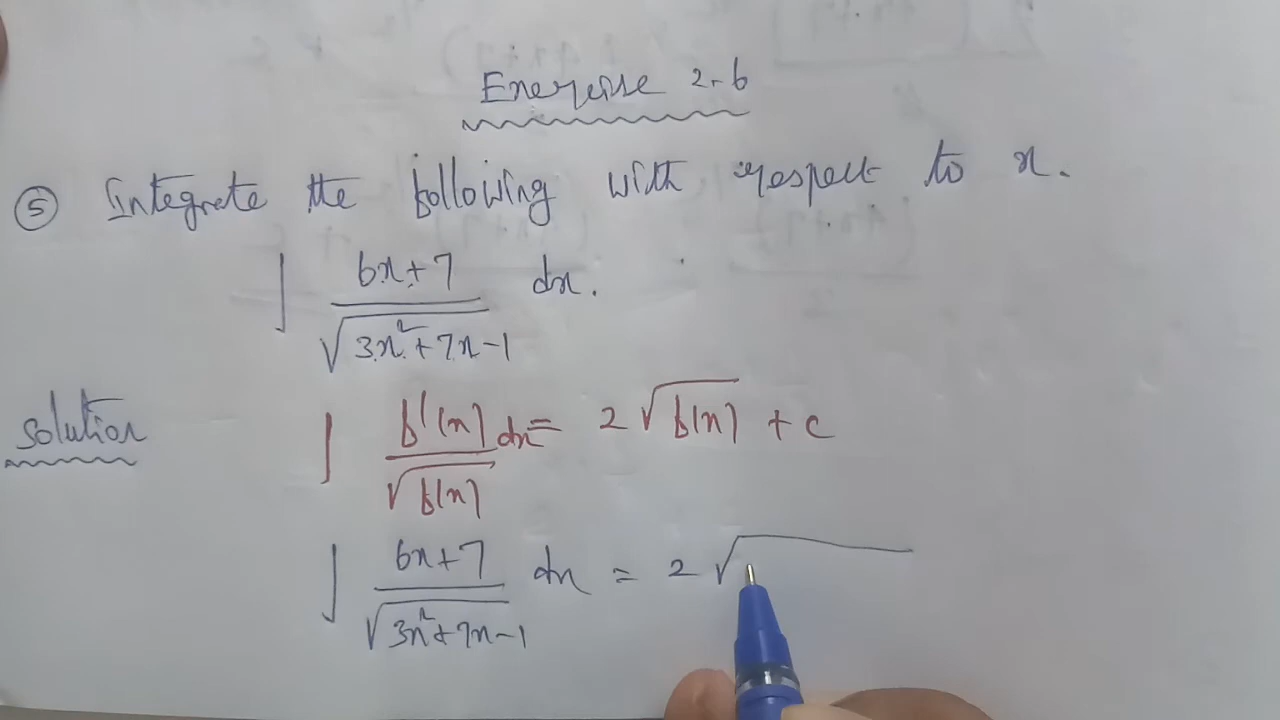 Exercise 2.6
⑤ Integrate the following with respect to x.
∫ (6x+7)/√(3x²+7x-1) dx.
Solution
∫ f'(x)/√f(x) dx = 2√f(x) + c
∫ (6x+7)/√(3x²+7x-1) dx = 2√